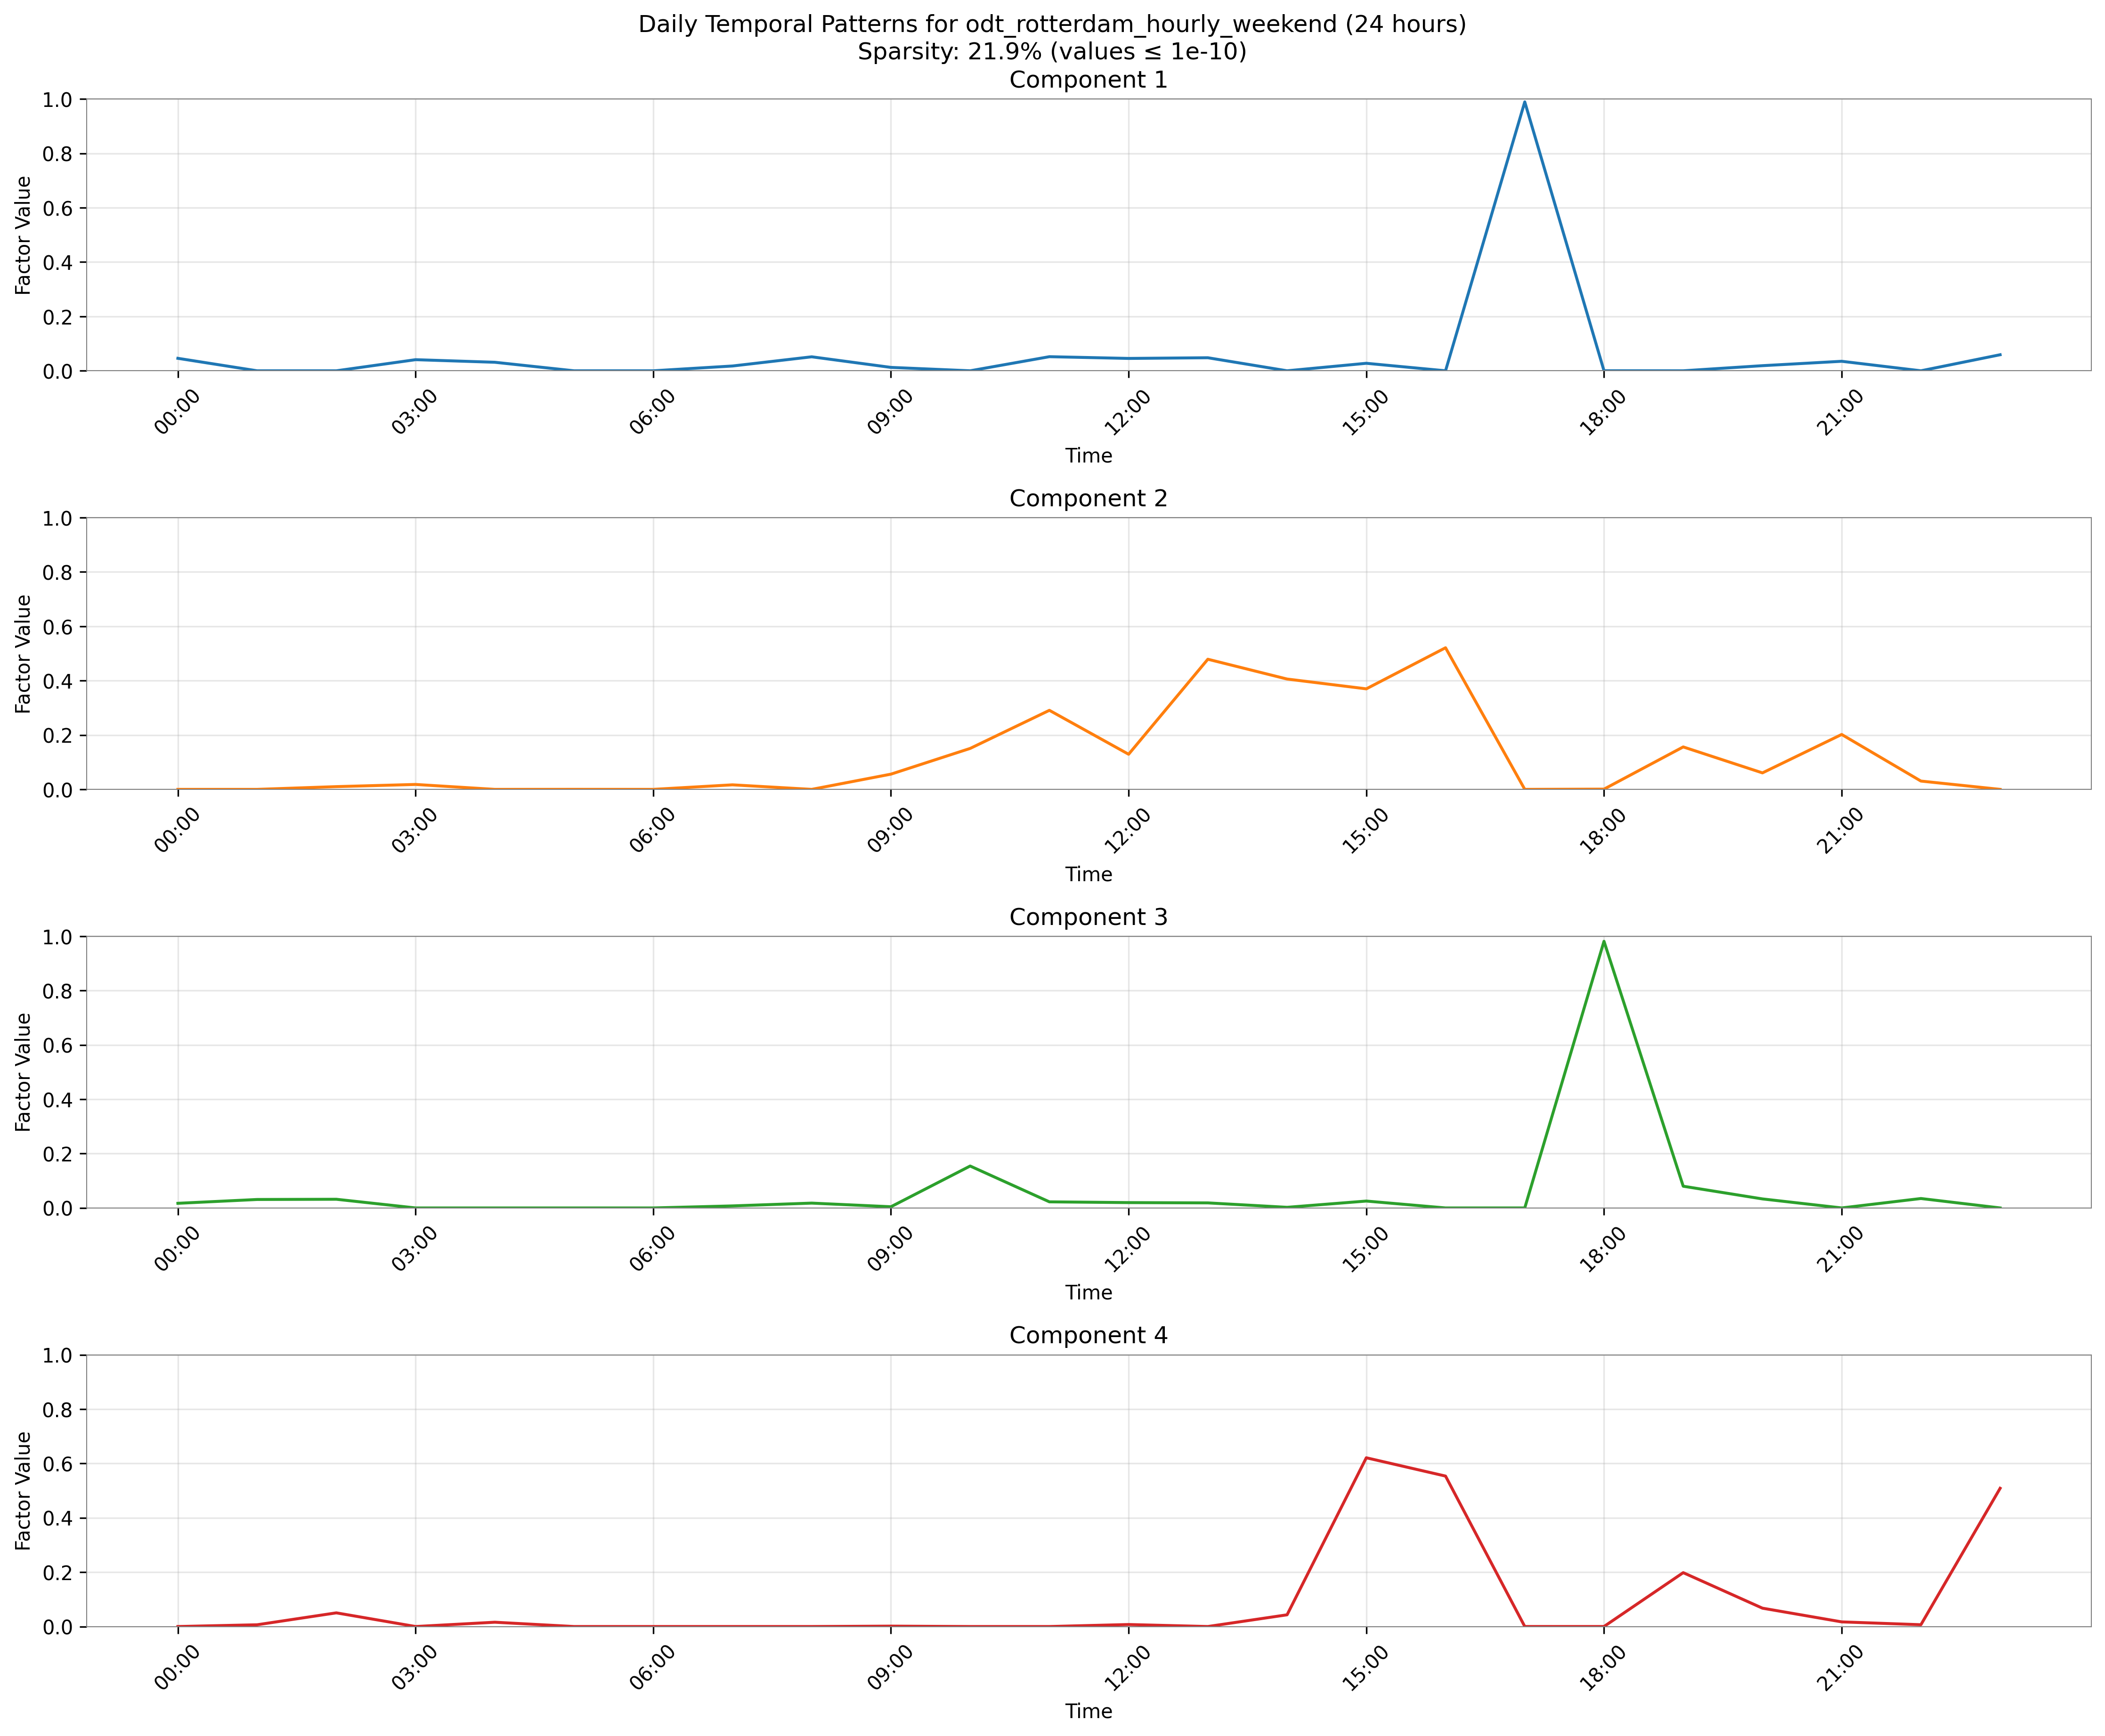 Daily Temporal Patterns for odt_rotterdam_hourly_weekend (24 hours)
Sparsity: 21.9% (values ≤ 1e-10)
Component 1
1.0
0.8
0.6
0.4
0.2
0.0
Factor Value
00:00 03:00 06:00 09:00 12:00 15:00 18:00 21:00
Time
Component 2
1.0
0.8
0.6
0.4
0.2
0.0
Factor Value
00:00 03:00 06:00 09:00 12:00 15:00 18:00 21:00
Time
Component 3
1.0
0.8
0.6
0.4
0.2
0.0
Factor Value
00:00 03:00 06:00 09:00 12:00 15:00 18:00 21:00
Time
Component 4
1.0
0.8
0.6
0.4
0.2
0.0
Factor Value
00:00 03:00 06:00 09:00 12:00 15:00 18:00 21:00
Time